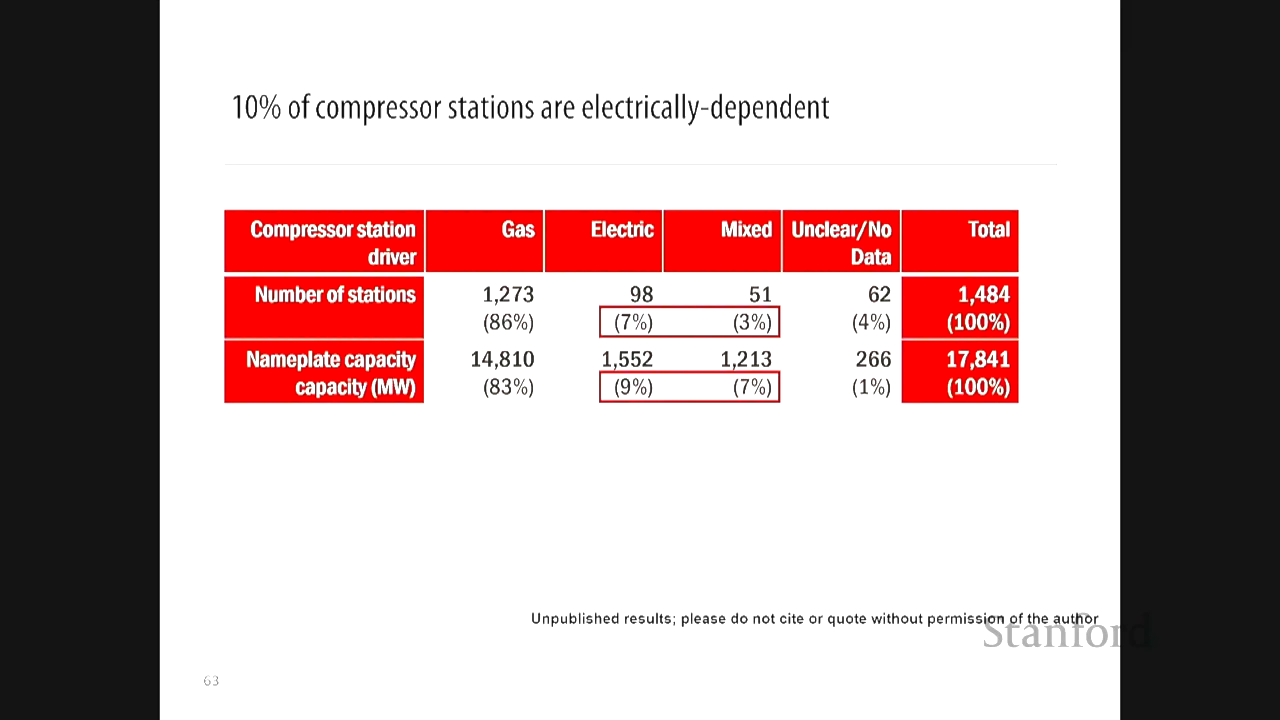 10% of compressor stations are electrically-dependent
Compressor station driver Gas Electric Mixed Unclear/No Data Total
Number of stations 1,273 98 51 62 1,484
(86%) (7%) (3%) (4%) (100%)
Nameplate capacity 14,810 1,552 1,213 266 17,841
capacity (MW) (83%) (9%) (7%) (1%) (100%)
Unpublished results; please do not cite or quote without permission of the author
Stanford
63